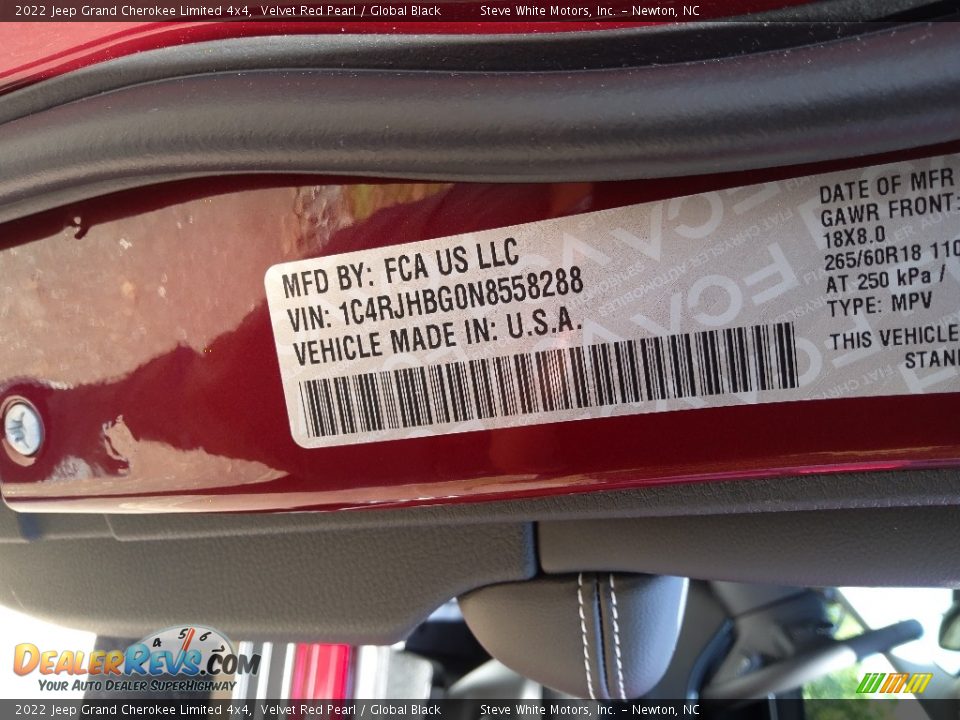 2022 Jeep Grand Cherokee Limited 4x4, Velvet Red Pearl / Global Black Steve White Motors, Inc. – Newton, NC
MFD BY: FCA US LLC
VIN: 1C4RJHBG0N8558288
VEHICLE MADE IN: U.S.A.
DATE OF MFR
GAWR FRONT:
18X8.0
265/60R18 110
AT 250 kPa /
TYPE: MPV
THIS VEHICLE
STAN
4 5 6
DealerRevs.com
Your Auto Dealer SuperHighway
2022 Jeep Grand Cherokee Limited 4x4, Velvet Red Pearl / Global Black Steve White Motors, Inc. – Newton, NC